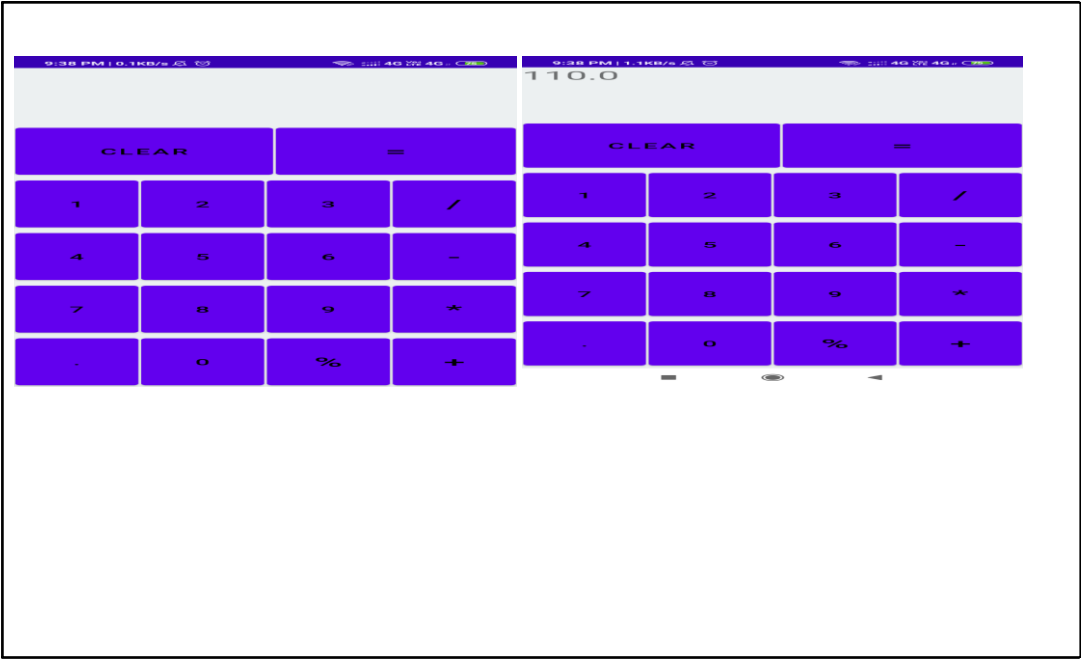 9:38 PM | 0.1KB/s 4G 4G
CLEAR =
1 2 3 /
4 5 6 -
7 8 9 *
. 0 % +
9:38 PM | 1.1KB/s 4G 4G
110.0
CLEAR =
1 2 3 /
4 5 6 -
7 8 9 *
. 0 % +